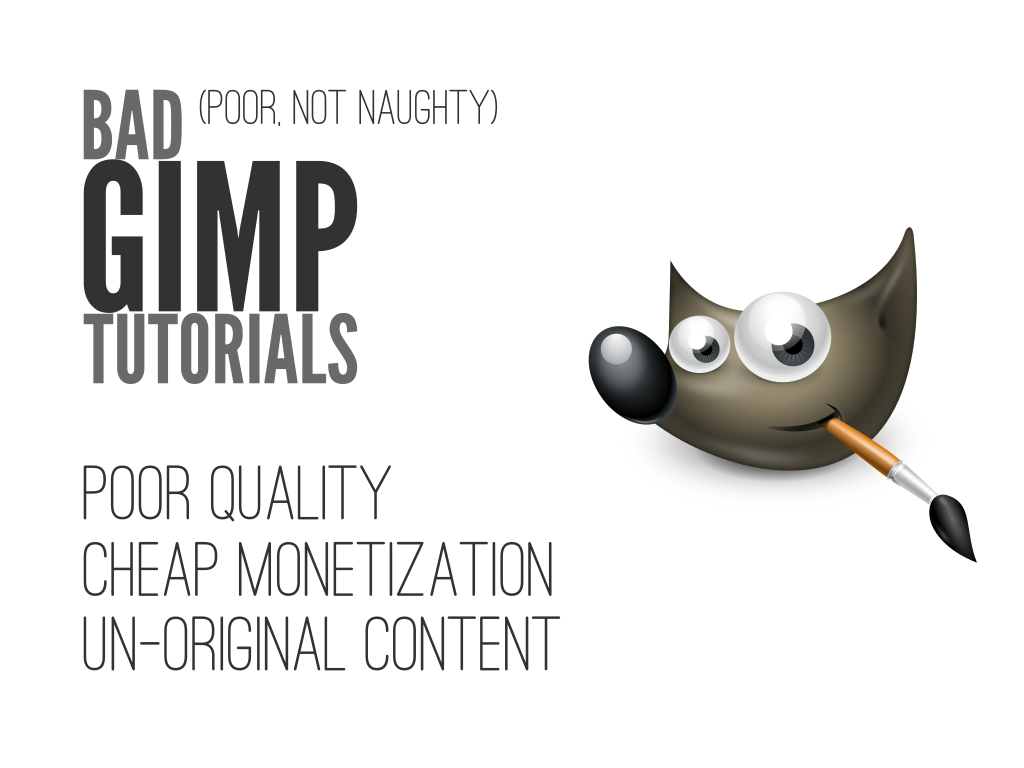 BAD (POOR, NOT NAUGHTY)
GIMP
TUTORIALS
POOR QUALITY
CHEAP MONETIZATION
UN-ORIGINAL CONTENT